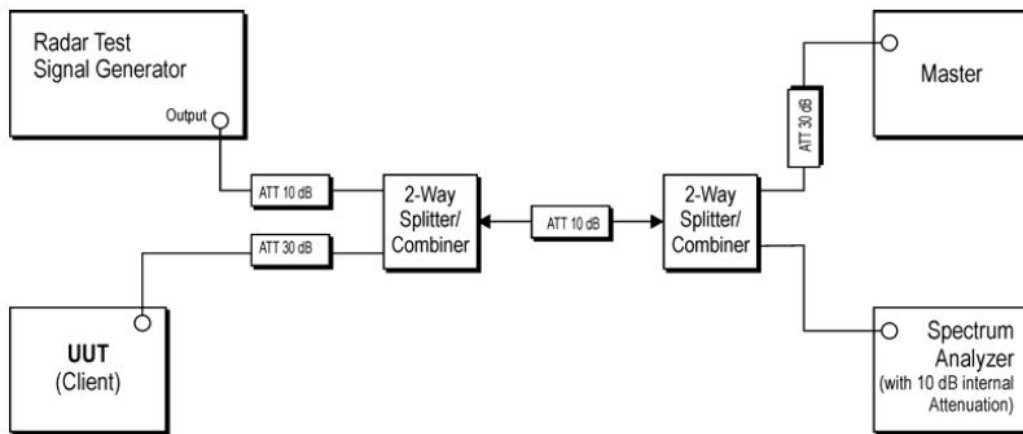 Radar Test
Signal Generator
Output
Master
ATT 30 dB
ATT 10 dB
2-Way
Splitter/
Combiner
ATT 10 dB
2-Way
Splitter/
Combiner
ATT 30 dB
UUT
(Client)
Spectrum
Analyzer
(with 10 dB internal
Attenuation)